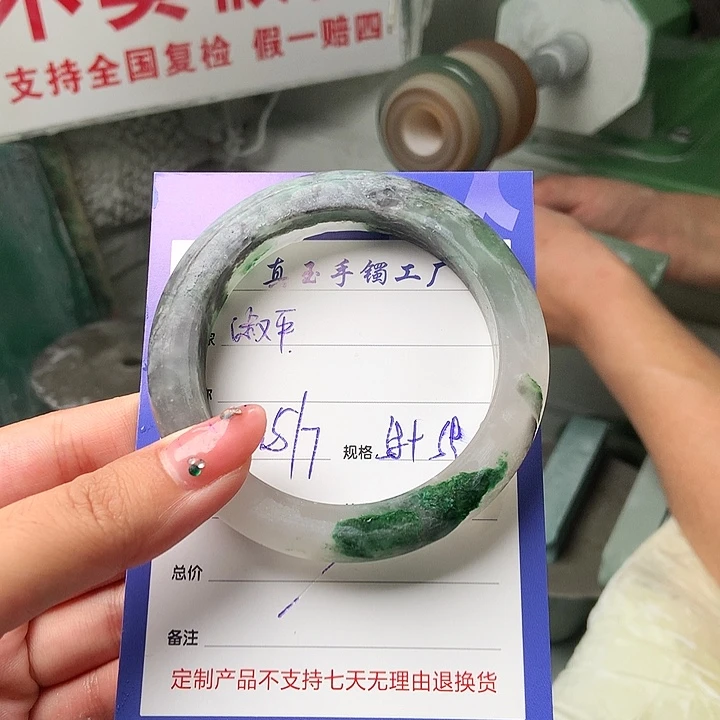 支持全国复检 假一赔四
真玉手镯工厂
淑平
5/7 规格
总价
备注
定制产品不支持七天无理由退换货